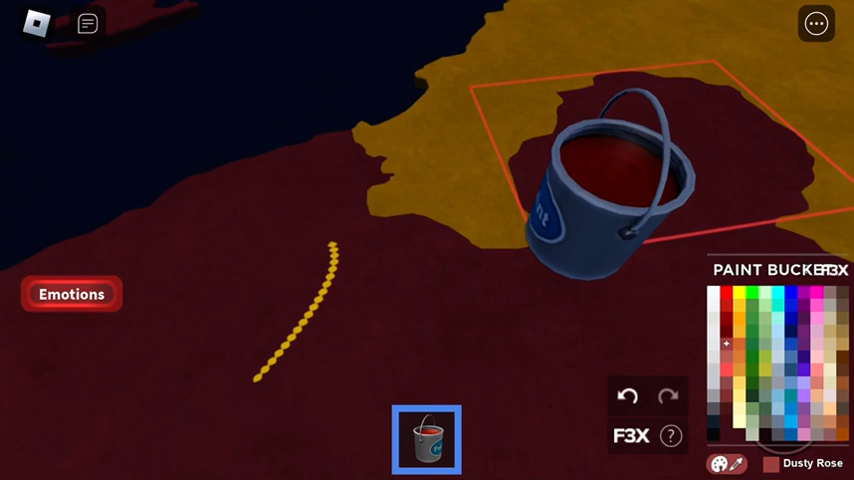 Emotions
PAINT BUCKET
F3X
F3X
?
Dusty Rose